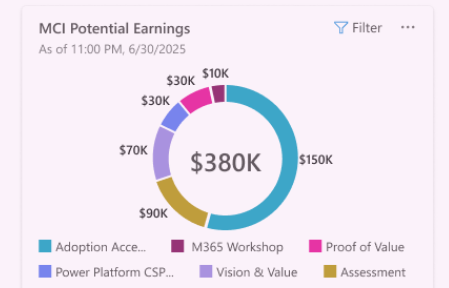 MCI Potential Earnings
Filter ...
As of 11:00 PM, 6/30/2025
$10K
$30K
$30K
$70K
$380K
$150K
$90K
Adoption Acce... M365 Workshop Proof of Value
Power Platform CSP... Vision & Value Assessment